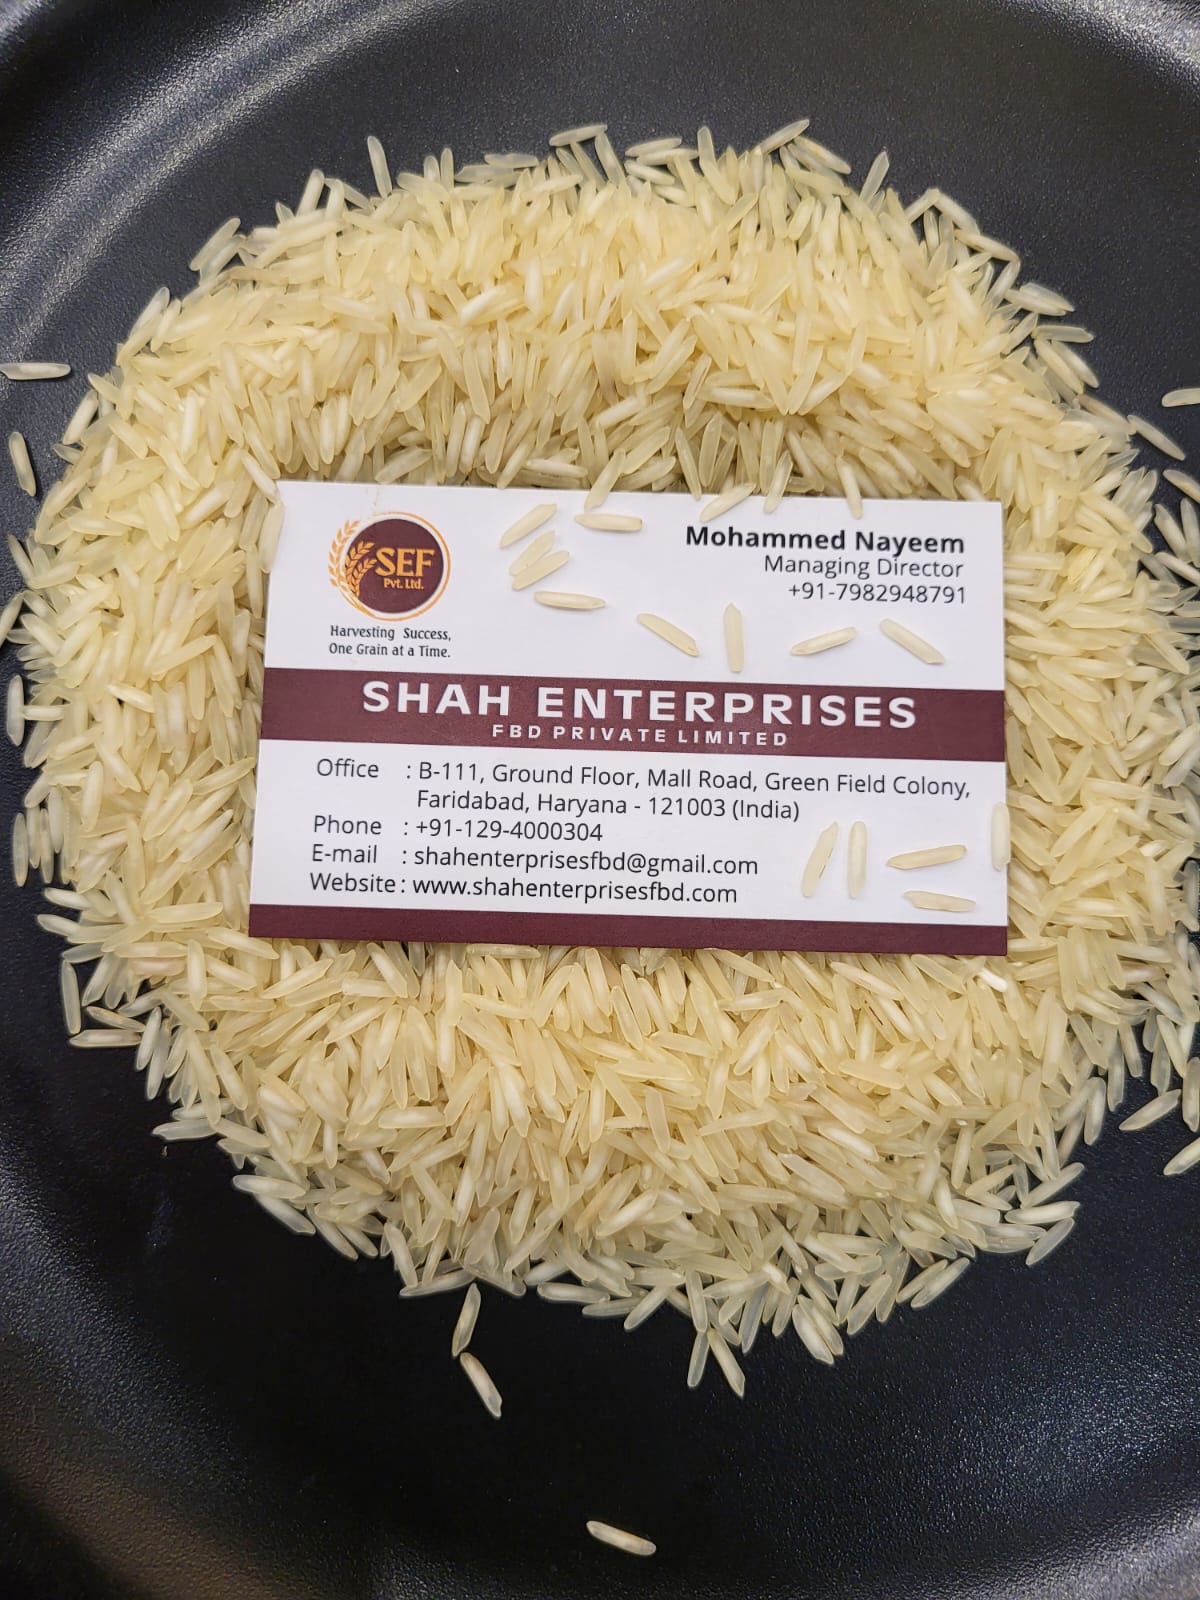 SEF
Pvt. Ltd.
Harvesting Success,
One Grain at a Time.
Mohammed Nayeem
Managing Director
+91-7982948791
SHAH ENTERPRISES
FBD PRIVATE LIMITED
Office : B-111, Ground Floor, Mall Road, Green Field Colony,
Faridabad, Haryana - 121003 (India)
Phone : +91-129-4000304
E-mail : shahenterprisesfbd@gmail.com
Website : www.shahenterprisesfbd.com